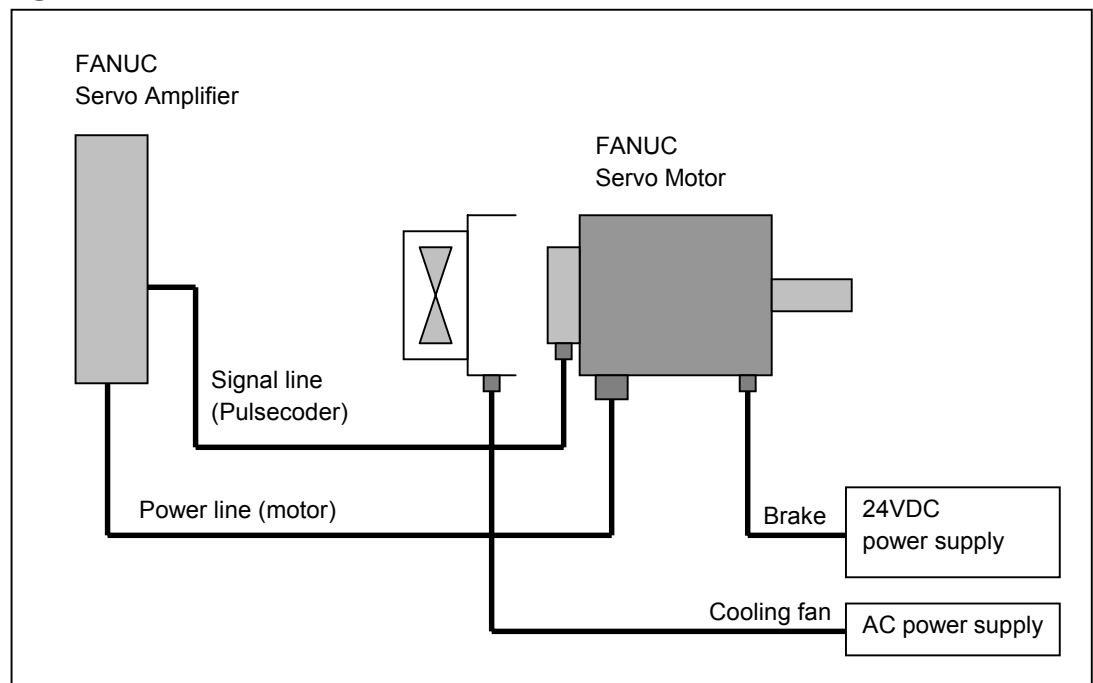 FANUC
Servo Amplifier
FANUC
Servo Motor
Signal line
(Pulsecoder)
Power line (motor)
Brake
24VDC
power supply
Cooling fan
AC power supply